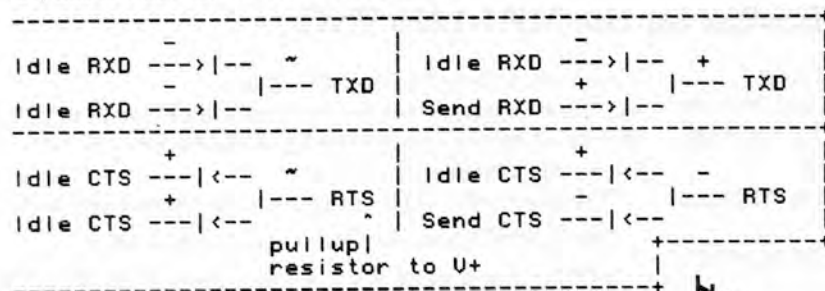 -
Idle RXD --->|-- ~ | Idle RXD --->|-- +
- |--- TXD | + |--- TXD
Idle RXD --->|-- | Send RXD --->|--
+ | +
Idle CTS ---|<-- ~ | Idle CTS ---|<-- -
+ |--- RTS | - |--- RTS
Idle CTS ---|<-- ^ | Send CTS ---|<--
pullup|
resistor to V+